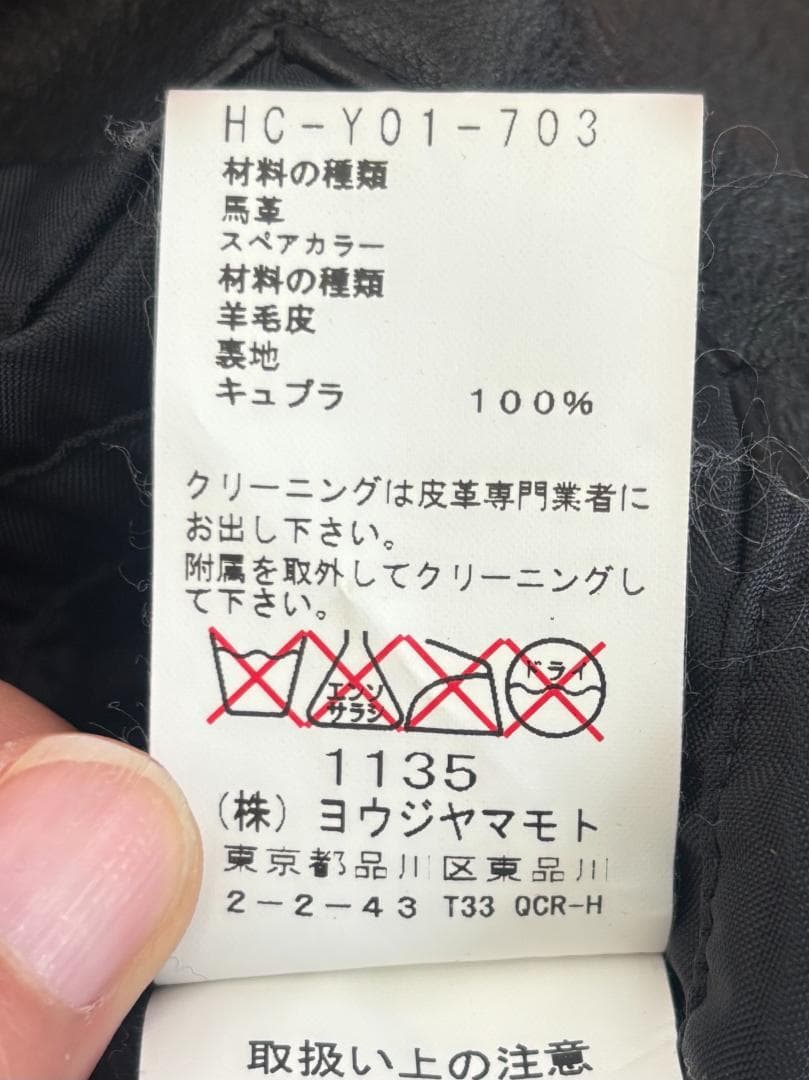 HC-Y01-703
材料の種類
馬革
スペアカラー
材料の種類
羊毛皮
裏地
キュプラ 100%
クリーニングは皮革専門業者に
お出し下さい。
附属を取外してクリーニングし
て下さい。
エンソ
サラシ
ドライ
1135
(株)ヨウジヤマモト
東京都品川区東品川
2-2-43 T33 QCR-H
取扱い上の注意